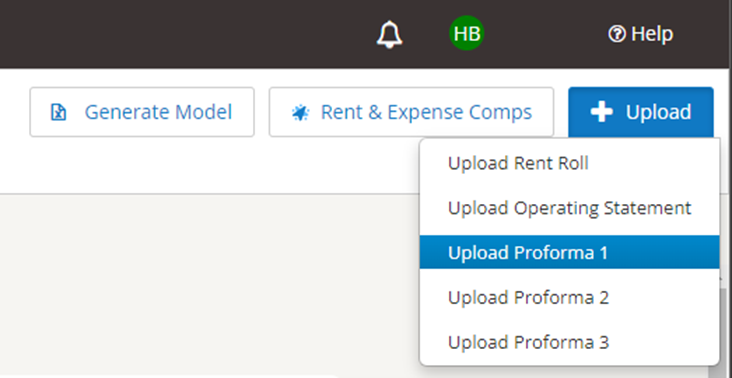 HB
Help
Generate Model
Rent & Expense Comps
Upload
Upload Rent Roll
Upload Operating Statement
Upload Proforma 1
Upload Proforma 2
Upload Proforma 3